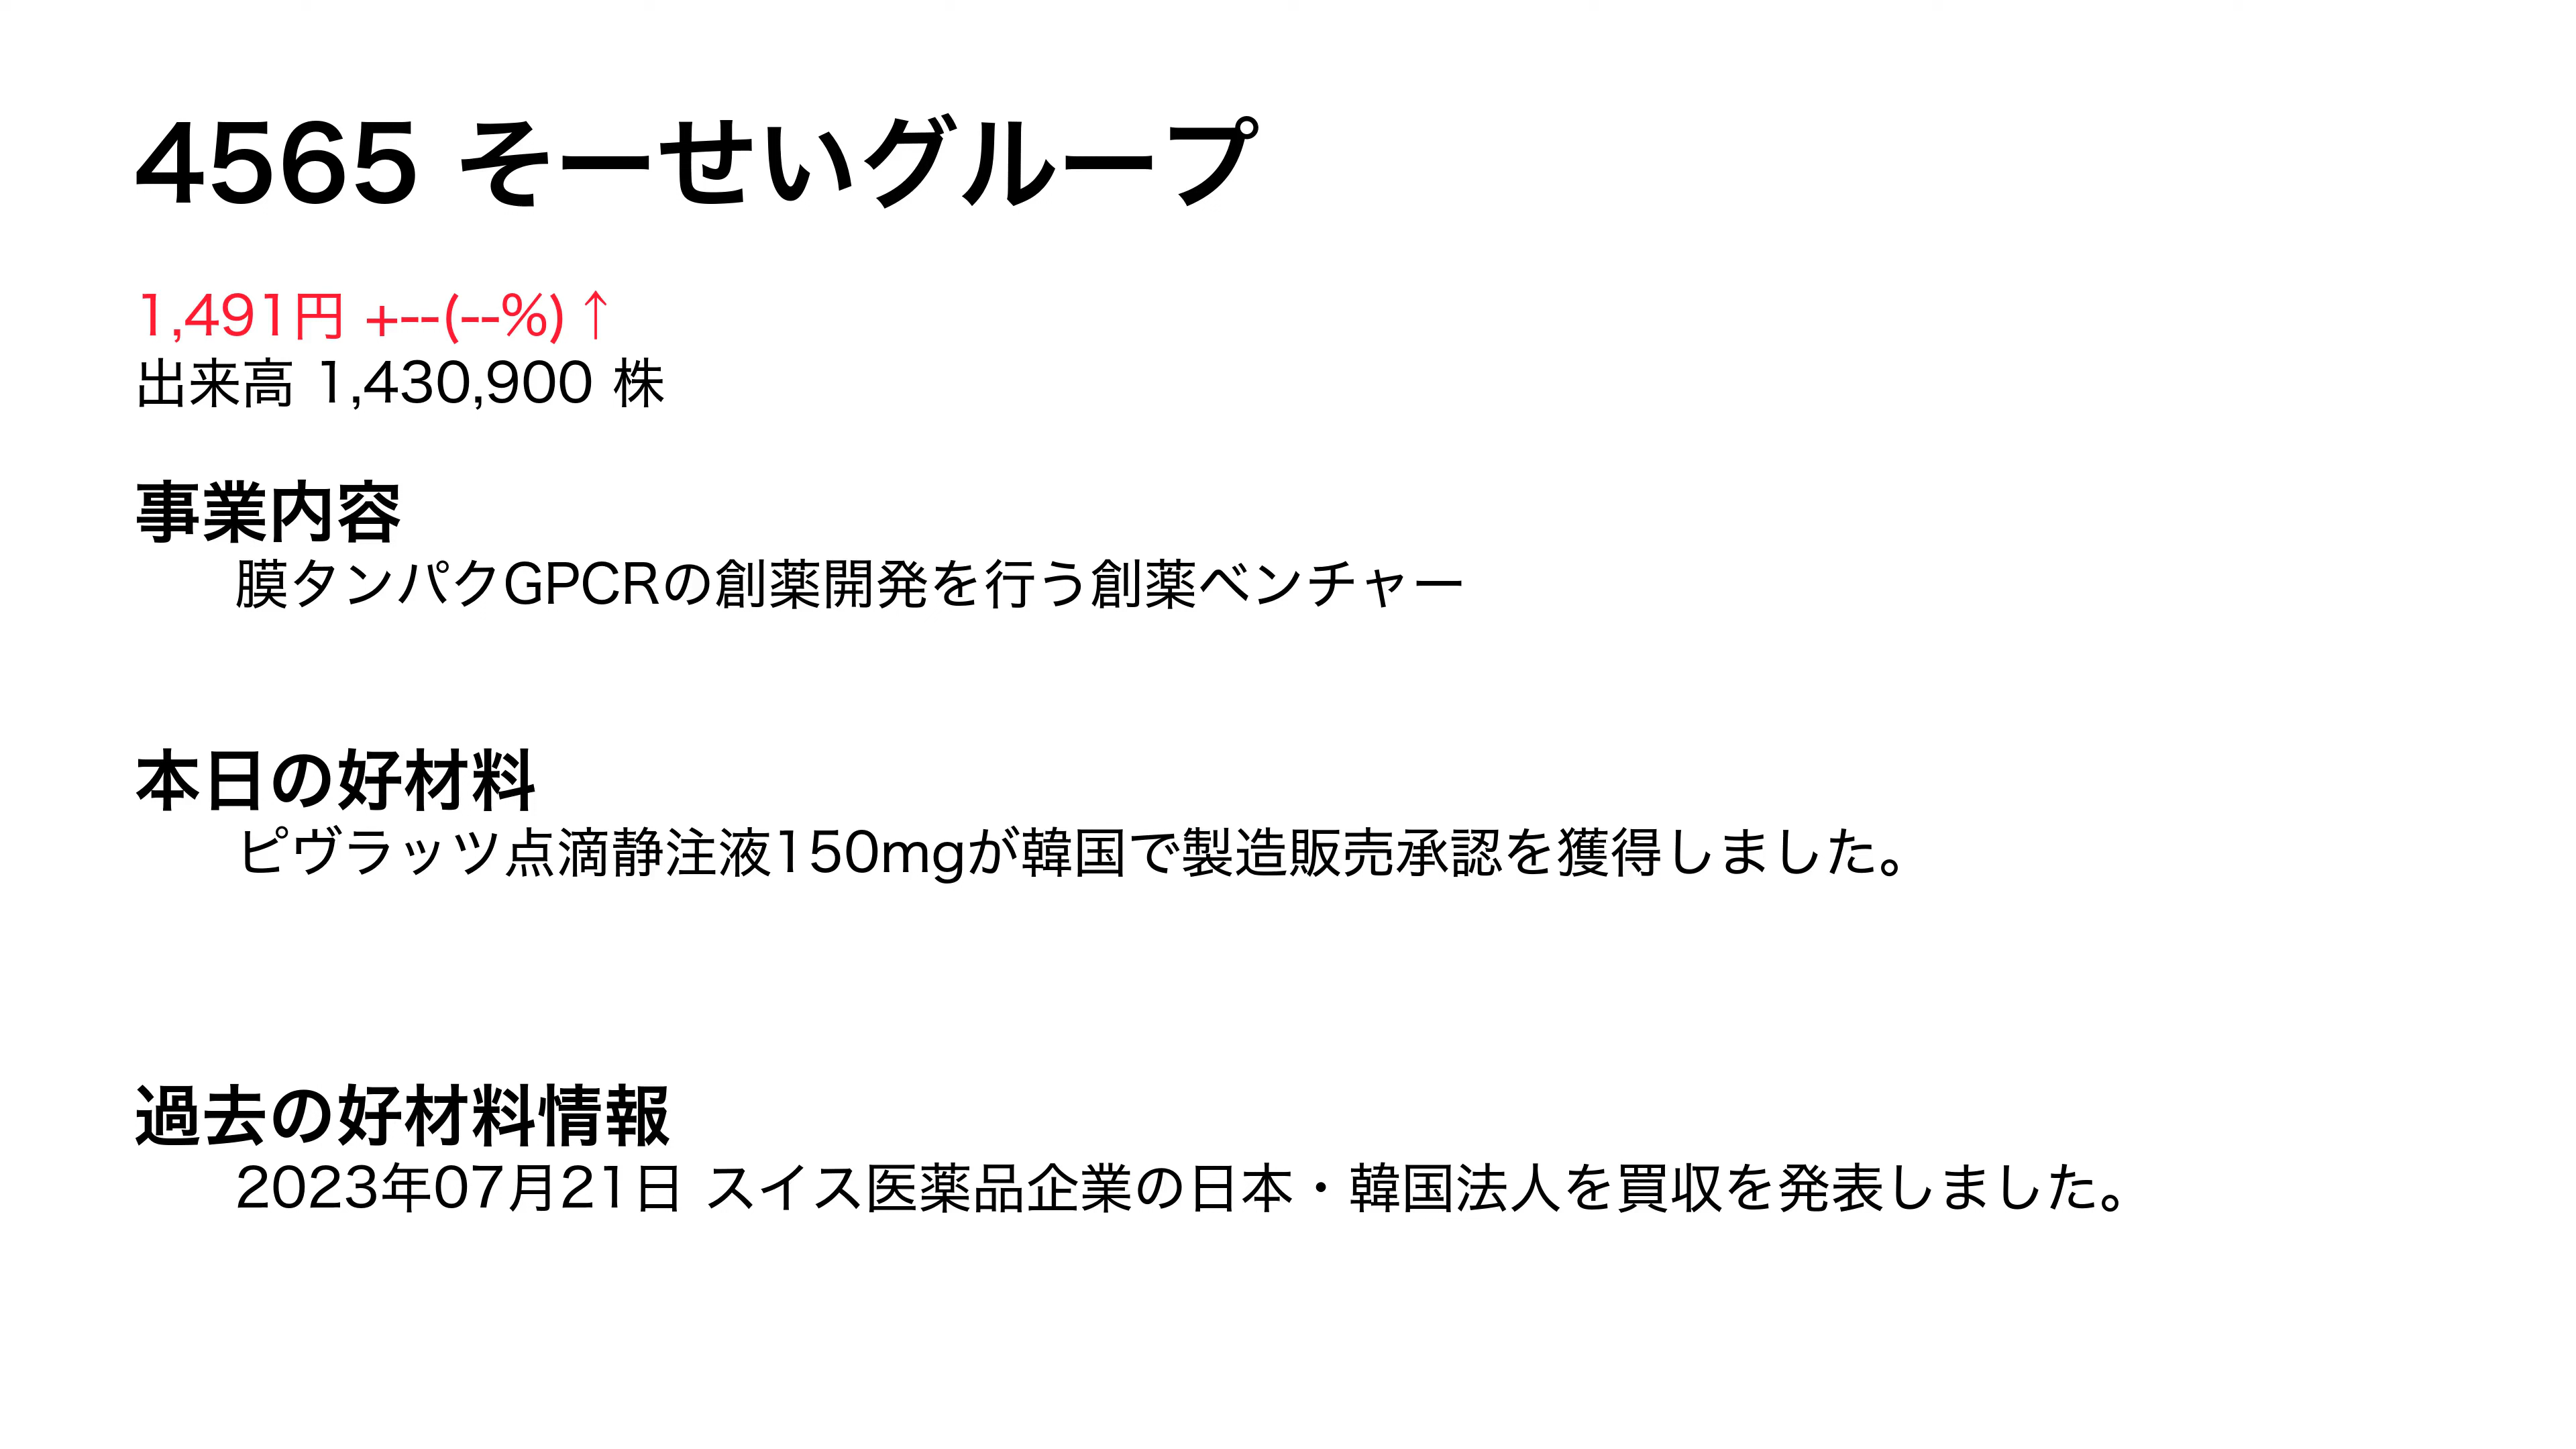 4565 そーせいグループ
1,491円 +--(--%)↑
出来高 1,430,900 株
事業内容
膜タンパクGPCRの創薬開発を行う創薬ベンチャー
本日の好材料
ピヴラッツ点滴静注液150mgが韓国で製造販売承認を獲得しました。
過去の好材料情報
2023年07月21日 スイス医薬品企業の日本・韓国法人を買収を発表しました。